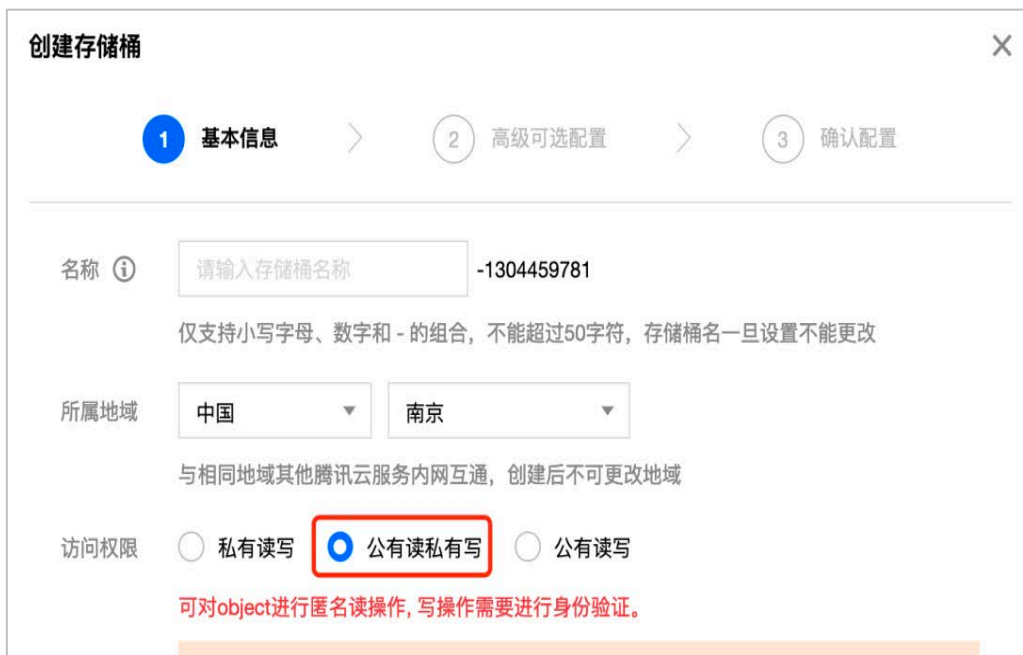 创建存储桶
1 基本信息 2 高级可选配置 3 确认配置
名称 请输入存储桶名称 -1304459781
仅支持小写字母、数字和 - 的组合，不能超过50字符，存储桶名一旦设置不能更改
所属地域 中国 南京
与相同地域其他腾讯云服务内网互通，创建后不可更改地域
访问权限 私有读写 公有读私有写 公有读写
可对object进行匿名读操作, 写操作需要进行身份验证。